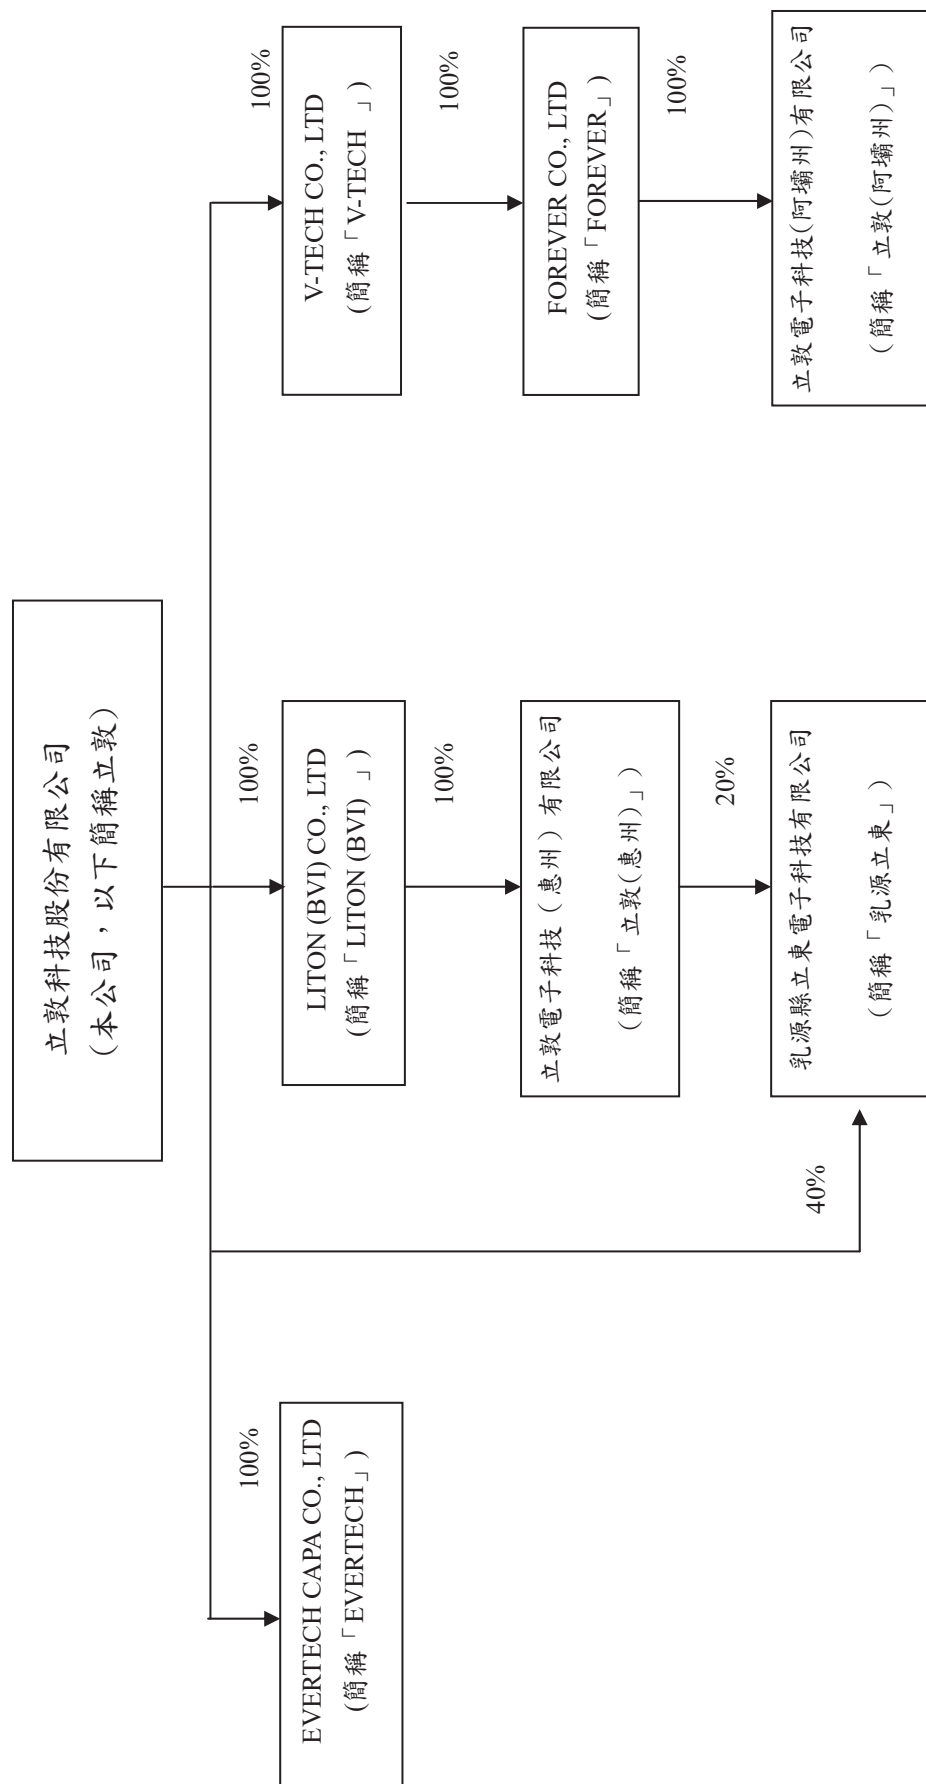 立敦科技股份有限公司
(本公司，以下簡稱立敦)
100%
EVERTECH CAPA CO., LTD
(簡稱「EVERTECH」)
100%
LITON (BVI) CO., LTD
(簡稱「LITON (BVI) 」)
100%
V-TECH CO., LTD
(簡稱「V-TECH 」)
100%
立敦電子科技（惠州）有限公司
(簡稱「立敦(惠州)」)
100%
FOREVER CO., LTD
(簡稱「FOREVER」)
40%
20%
乳源縣立東電子科技有限公司
(簡稱「乳源立東」)
100%
立敦電子科技(阿壩州)有限公司
(簡稱「立敦(阿壩州)」)